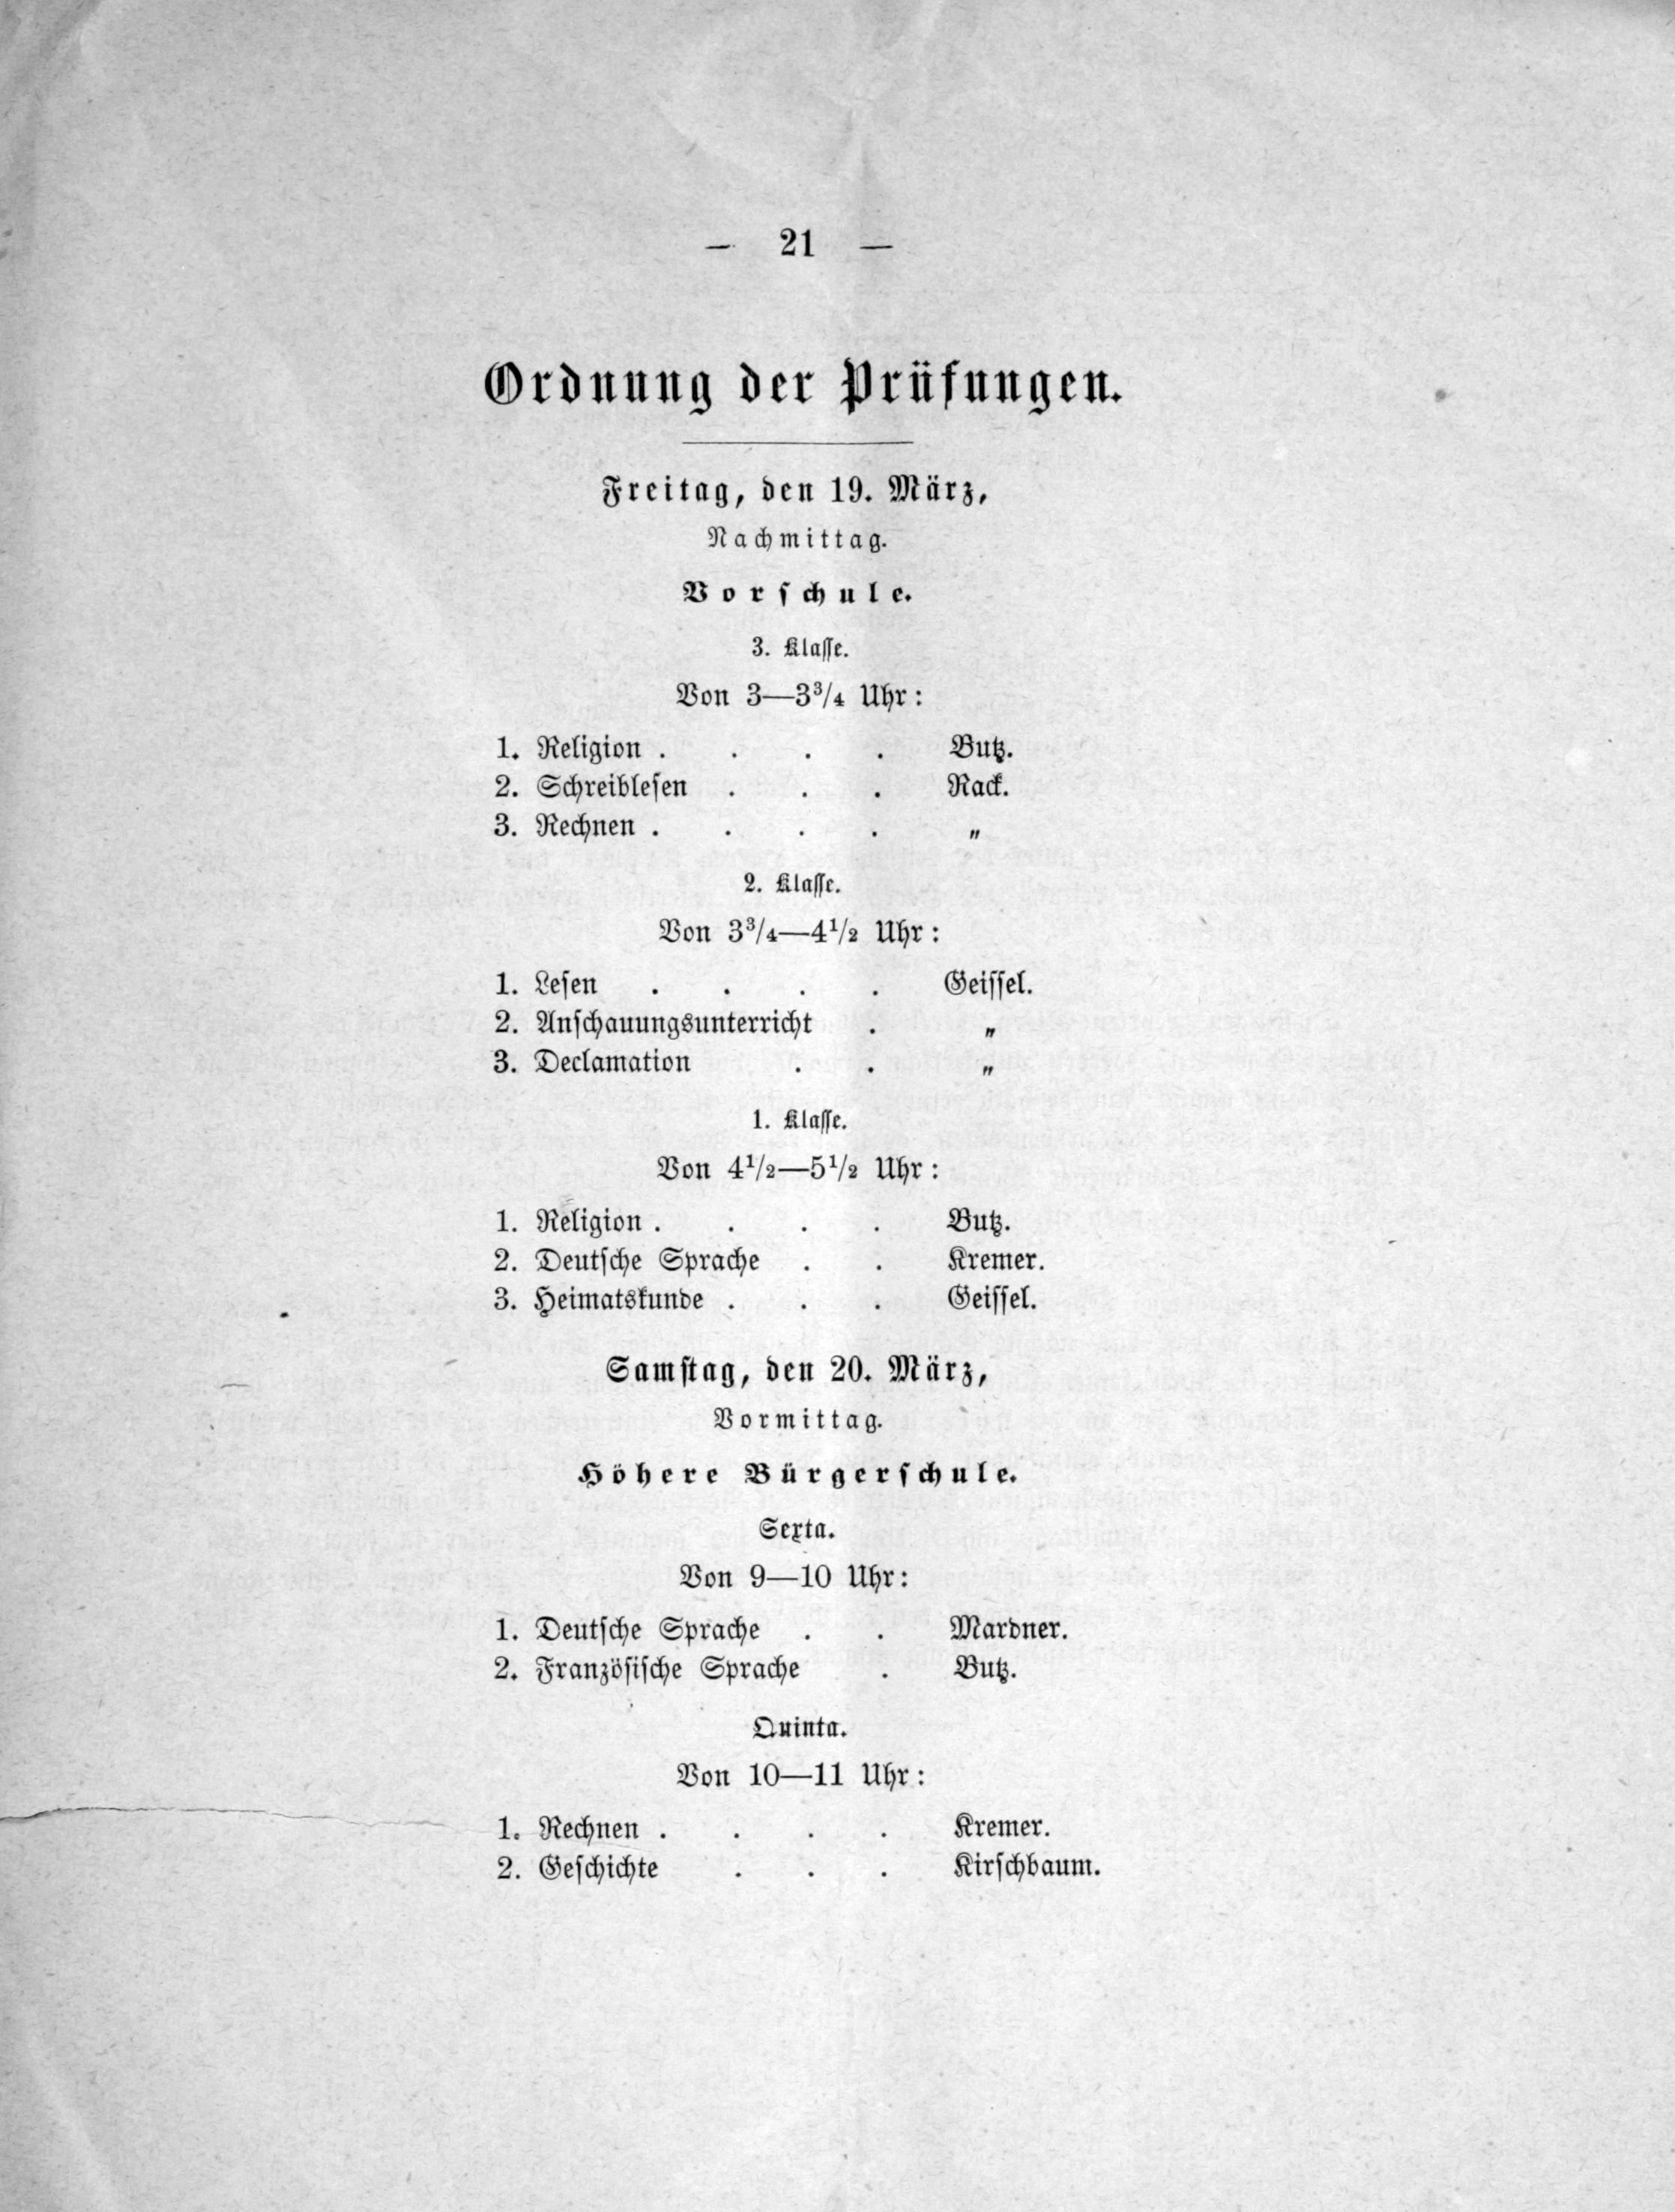 — 21 —
Ordnung der Prüfungen.
Freitag, den 19. März,
Nachmittag.
Vorschule.
3. Klasse.
Von 3—3³/₄ Uhr:
1. Religion . . . . Butz.
2. Schreiblesen . . . Rack.
3. Rechnen . . . . "
2. Klasse.
Von 3³/₄—4¹/₂ Uhr:
1. Lesen . . . . Geissel.
2. Anschauungsunterricht . "
3. Declamation . . "
1. Klasse.
Von 4¹/₂—5¹/₂ Uhr:
1. Religion . . . . Butz.
2. Deutsche Sprache . . Kremer.
3. Heimatskunde . . . Geissel.
Samstag, den 20. März,
Vormittag.
Höhere Bürgerschule.
Sexta.
Von 9—10 Uhr:
1. Deutsche Sprache . . Mardner.
2. Französische Sprache . Butz.
Quinta.
Von 10—11 Uhr:
1. Rechnen . . . . Kremer.
2. Geschichte . . . Kirschbaum.